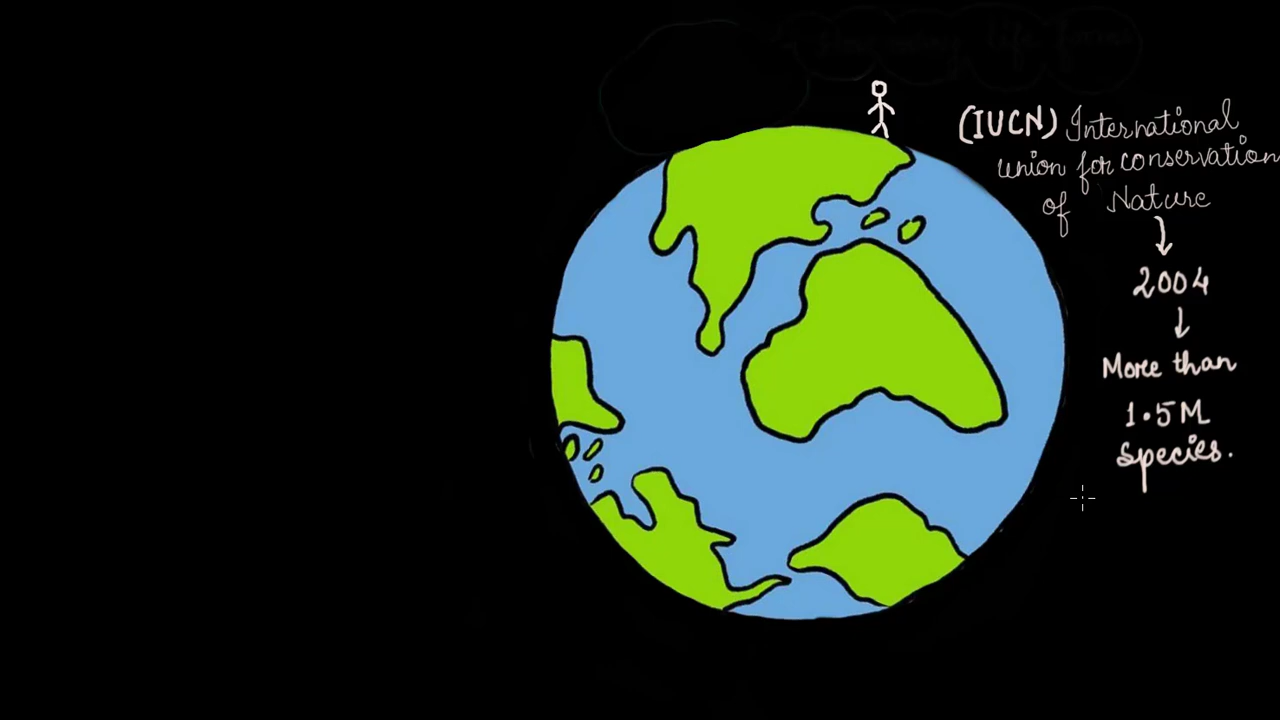 (IUCN) International
union for conservation
of Nature
2004
More than
1.5M
Species.